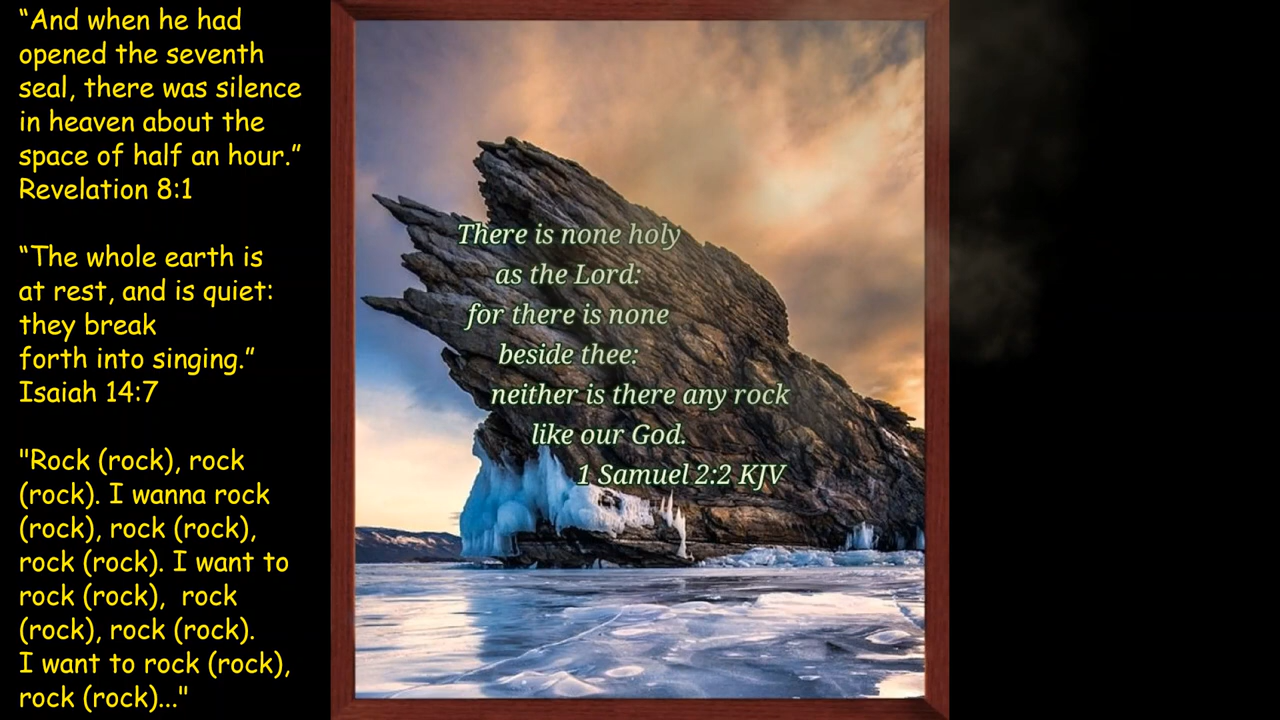 “And when he had
opened the seventh
seal, there was silence
in heaven about the
space of half an hour.”
Revelation 8:1
“The whole earth is
at rest, and is quiet:
they break
forth into singing.”
Isaiah 14:7
"Rock (rock), rock
(rock). I wanna rock
(rock), rock (rock),
rock (rock). I want to
rock (rock),  rock
(rock), rock (rock).
I want to rock (rock),
rock (rock)..."
There is none holy
as the Lord:
for there is none
beside thee:
neither is there any rock
like our God.
1 Samuel 2:2 KJV